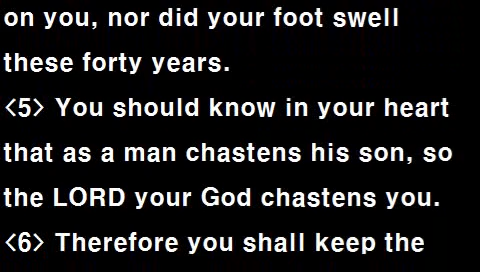 on you, nor did your foot swell
these forty years.
<5> You should know in your heart
that as a man chastens his son, so
the LORD your God chastens you.
<6> Therefore you shall keep the